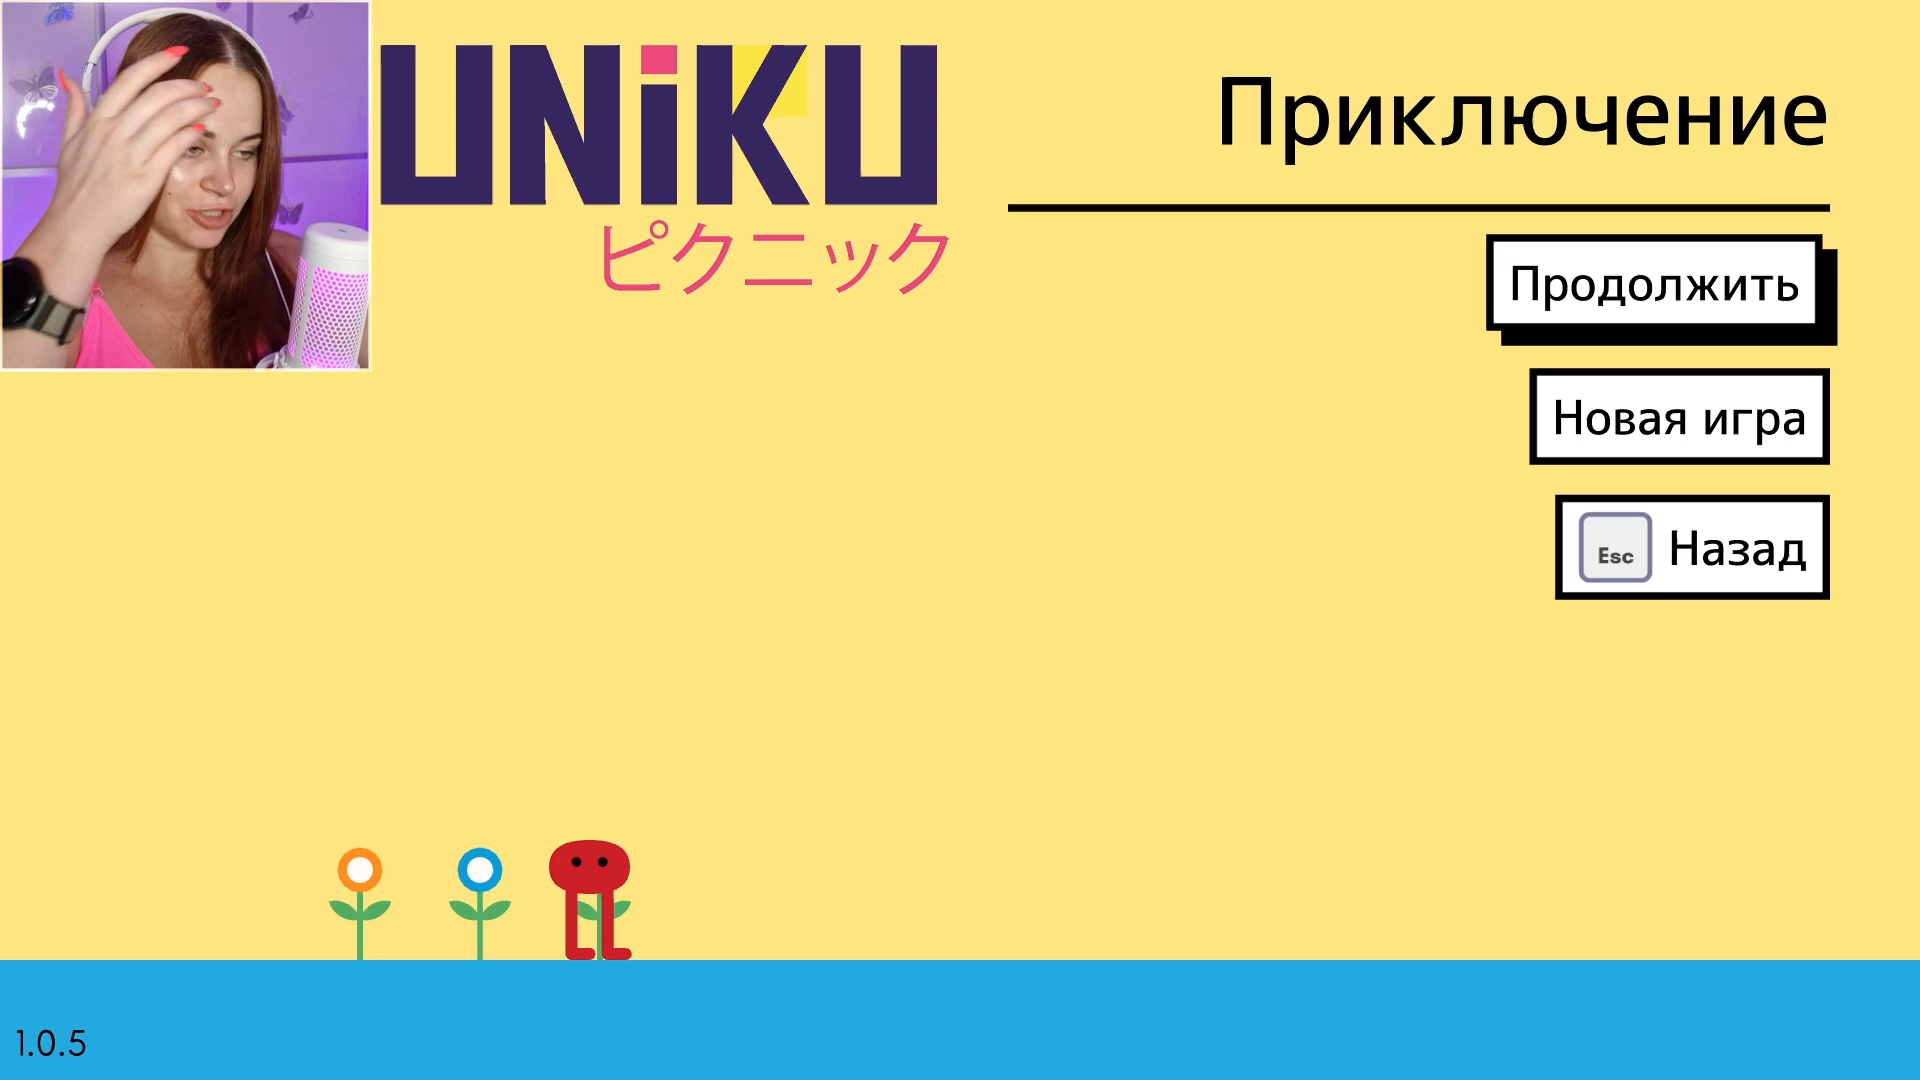 UNiKU
ピクニック
Приключение
Продолжить
Новая игра
Esc Назад
1.0.5